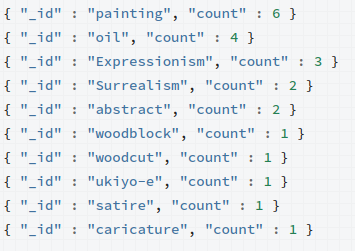 { "_id" : "painting", "count" : 6 }
{ "_id" : "oil", "count" : 4 }
{ "_id" : "Expressionism", "count" : 3 }
{ "_id" : "Surrealism", "count" : 2 }
{ "_id" : "abstract", "count" : 2 }
{ "_id" : "woodblock", "count" : 1 }
{ "_id" : "woodcut", "count" : 1 }
{ "_id" : "ukiyo-e", "count" : 1 }
{ "_id" : "satire", "count" : 1 }
{ "_id" : "caricature", "count" : 1 }